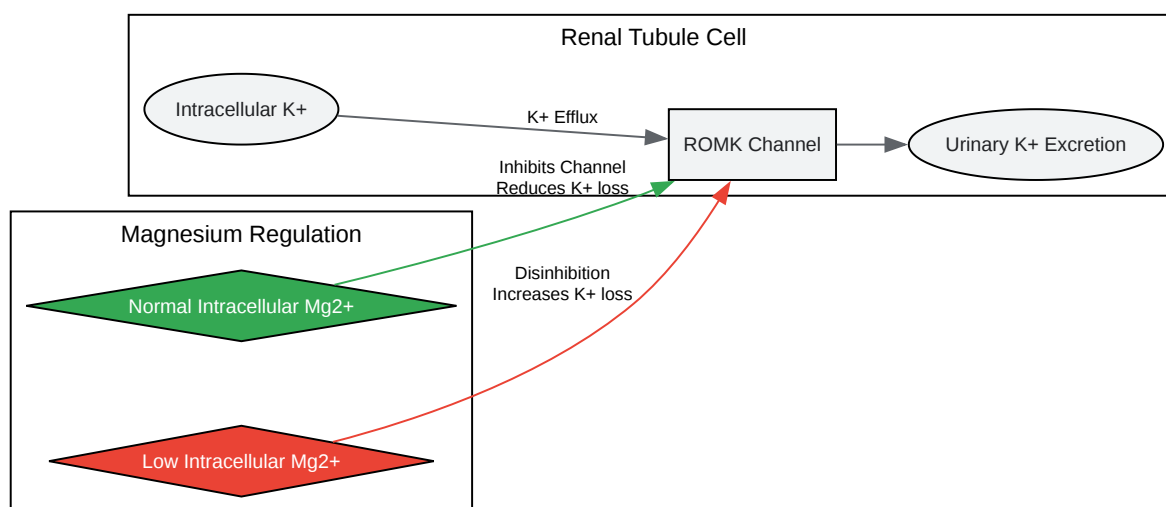 Renal Tubule Cell
Intracellular K+
K+ Efflux
ROMK Channel
Urinary K+ Excretion
Inhibits Channel
Reduces K+ loss
Magnesium Regulation
Normal Intracellular Mg2+
Disinhibition
Increases K+ loss
Low Intracellular Mg2+